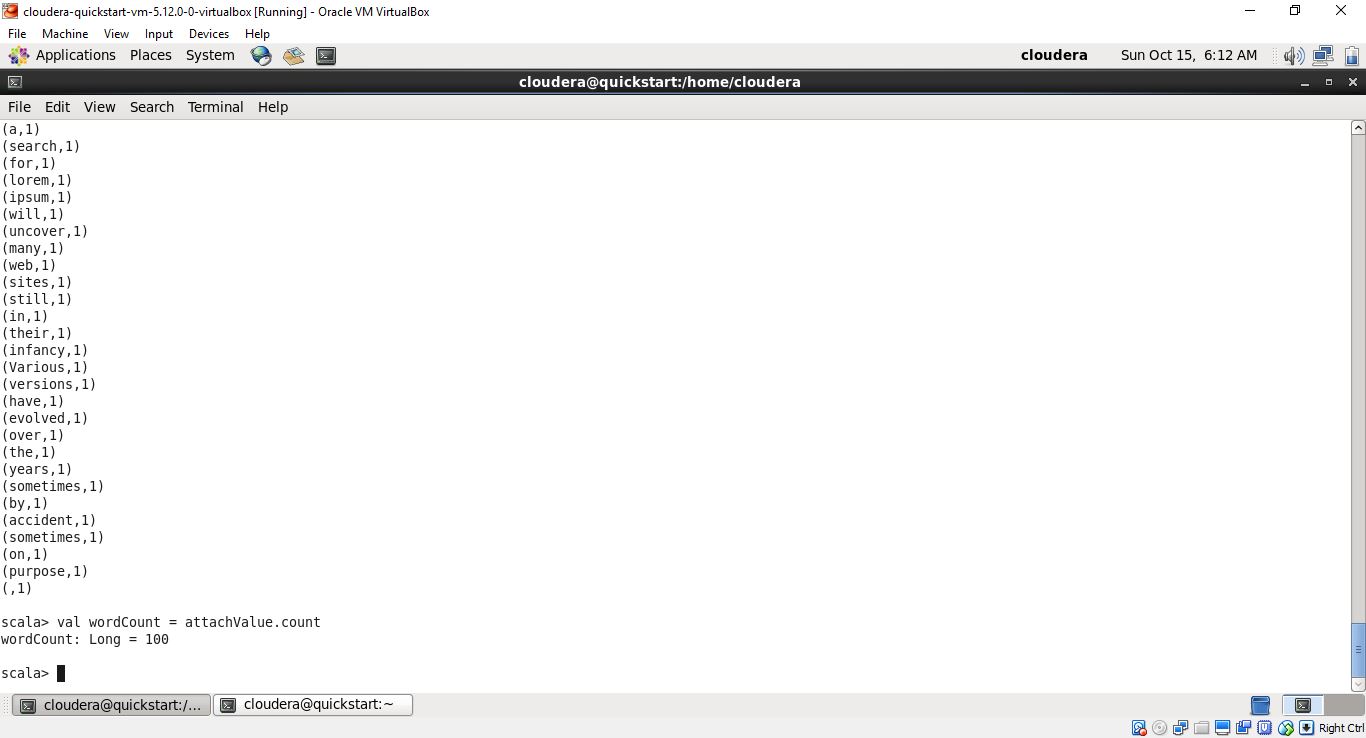 cloudera-quickstart-vm-5.12.0-0-virtualbox [Running] - Oracle VM VirtualBox
File Machine View Input Devices Help
Applications Places System cloudera Sun Oct 15, 6:12 AM
cloudera@quickstart:/home/cloudera
File Edit View Search Terminal Help
(a,1)
(search,1)
(for,1)
(lorem,1)
(ipsum,1)
(will,1)
(uncover,1)
(many,1)
(web,1)
(sites,1)
(still,1)
(in,1)
(their,1)
(infancy,1)
(Various,1)
(versions,1)
(have,1)
(evolved,1)
(over,1)
(the,1)
(years,1)
(sometimes,1)
(by,1)
(accident,1)
(sometimes,1)
(on,1)
(purpose,1)
(,1)
scala> val wordCount = attachValue.count
wordCount: Long = 100
scala>
cloudera@quickstart:/... cloudera@quickstart:~
Right Ctrl